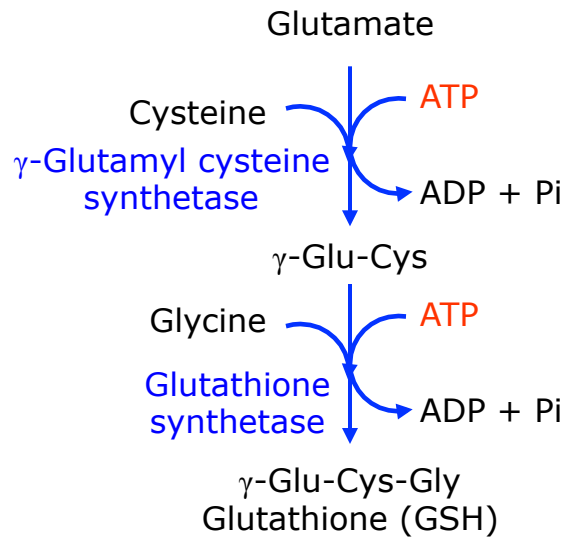 Glutamate
Cysteine
ATP
γ-Glutamyl cysteine
synthetase
ADP + Pi
γ-Glu-Cys
Glycine
ATP
Glutathione
synthetase
ADP + Pi
γ-Glu-Cys-Gly
Glutathione (GSH)